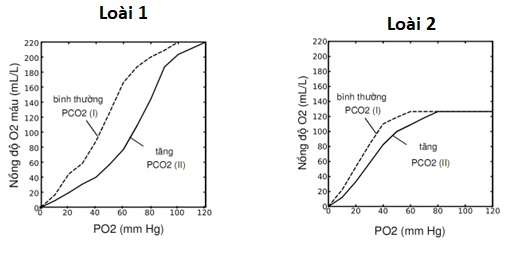 Loài 1
Nồng độ O2 máu (mL/L)
220
200
180
160
140
120
100
80
60
40
20
0
bình thường
PCO2 (I)
tăng
PCO2 (II)
0
20
40
60
80
100
120
PO2 (mm Hg)
Loài 2
Nồng độ O2 (mL/L)
220
200
180
160
140
120
100
80
60
40
20
0
bình thường
PCO2 (I)
tăng
PCO2 (II)
0
20
40
60
80
100
120
PO2 (mm Hg)